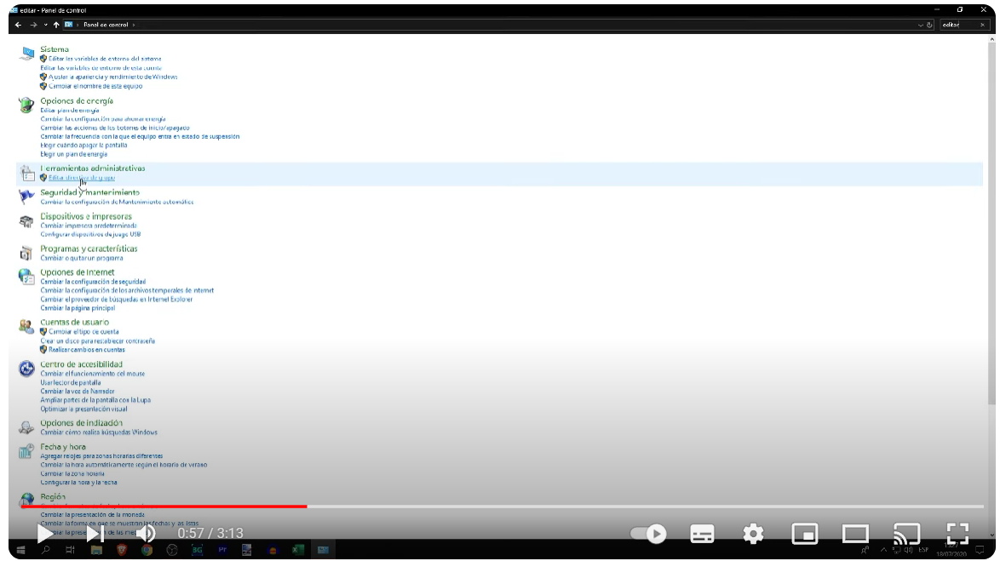 editar - Panel de control
Panel de control
editar
Sistema
Editar las variables de entorno del sistema
Editar las variables de entorno de esta cuenta
Ajustar la apariencia y rendimiento de Windows
Cambiar el nombre de este equipo
Opciones de energía
Editar plan de energía
Cambiar la configuración para ahorrar energía
Cambiar las acciones de los botones de inicio/apagado
Cambiar la frecuencia con la que el equipo entra en estado de suspensión
Elegir cuándo apagar la pantalla
Elegir un plan de energía
Herramientas administrativas
Editar directiva de grupo
Seguridad y mantenimiento
Cambiar la configuración de Mantenimiento automático
Dispositivos e impresoras
Cambiar impresora predeterminada
Configurar dispositivos de juego USB
Programas y características
Cambiar o quitar un programa
Opciones de Internet
Cambiar la configuración de seguridad
Cambiar la configuración de los archivos temporales de Internet
Cambiar el proveedor de búsquedas en Internet Explorer
Cambiar la página principal
Cuentas de usuario
Cambiar el tipo de cuenta
Crear un disco para restablecer contraseña
Realizar cambios en cuentas
Centro de accesibilidad
Cambiar el funcionamiento del mouse
Usar lector de pantalla
Cambiar la voz de Narrador
Ampliar partes de la pantalla con la Lupa
Optimizar la presentación visual
Opciones de indización
Cambiar cómo realiza búsquedas Windows
Fecha y hora
Agregar relojes para zonas horarias diferentes
Cambiar la hora automáticamente según el horario de verano
Cambiar la zona horaria
Configurar la hora y la fecha
Región
Cambiar la presentación de la moneda
Cambiar la forma en que se muestran las fechas y las listas
0:57 / 3:13
3G
Pr
ESP
18/07/2020